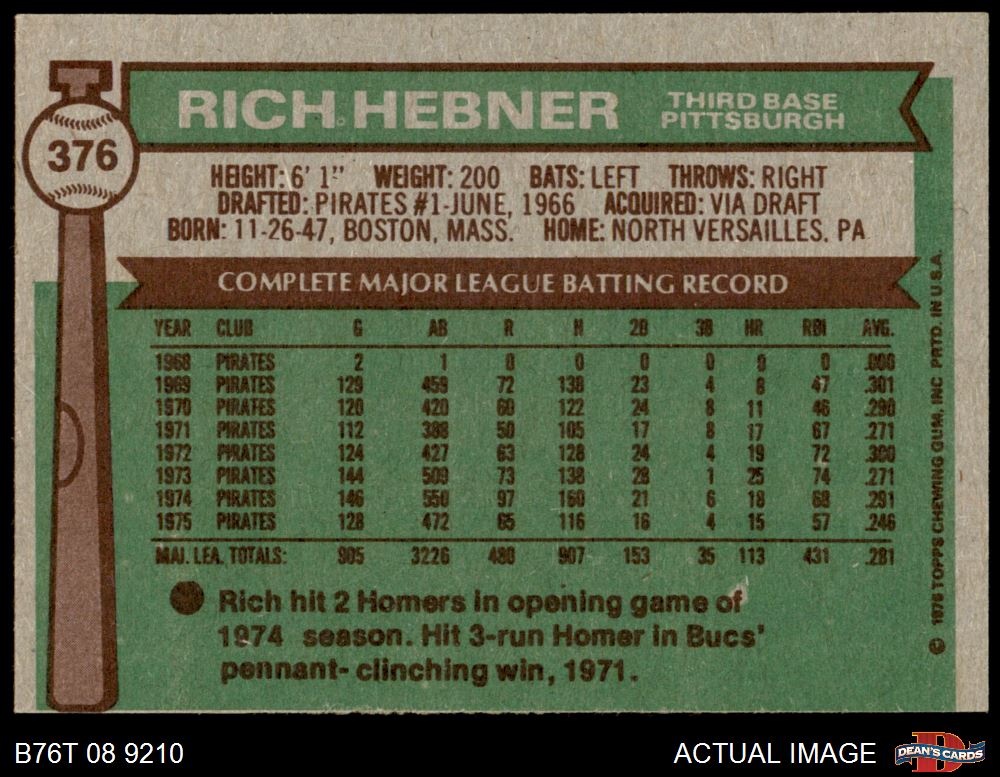 376
RICH HEBNER
THIRD BASE
PITTSBURGH
HEIGHT: 6' 1" WEIGHT: 200 BATS: LEFT THROWS: RIGHT
DRAFTED: PIRATES #1-JUNE, 1966 ACQUIRED: VIA DRAFT
BORN: 11-26-47, BOSTON, MASS. HOME: NORTH VERSAILLES, PA
COMPLETE MAJOR LEAGUE BATTING RECORD
YEAR CLUB G AB R H 2B 3B HR RBI AVG.
1968 PIRATES 2 1 0 0 0 0 0 0 .000
1969 PIRATES 129 459 72 138 23 4 8 47 .301
1970 PIRATES 120 420 60 122 24 8 11 46 .290
1971 PIRATES 112 388 50 105 17 8 17 67 .271
1972 PIRATES 124 427 63 128 24 4 19 72 .300
1973 PIRATES 144 509 73 138 28 1 25 74 .271
1974 PIRATES 146 550 97 160 21 6 18 68 .291
1975 PIRATES 128 472 65 116 16 4 15 57 .246
MAJ. LEA. TOTALS: 905 3226 480 907 153 35 113 431 .281
Rich hit 2 Homers in opening game of
1974 season. Hit 3-run Homer in Bucs'
pennant-clinching win, 1971.
© 1976 TOPPS CHEWING GUM, INC PRTD. IN U.S.A.
B76T 08 9210
ACTUAL IMAGE
DEAN'S CARDS